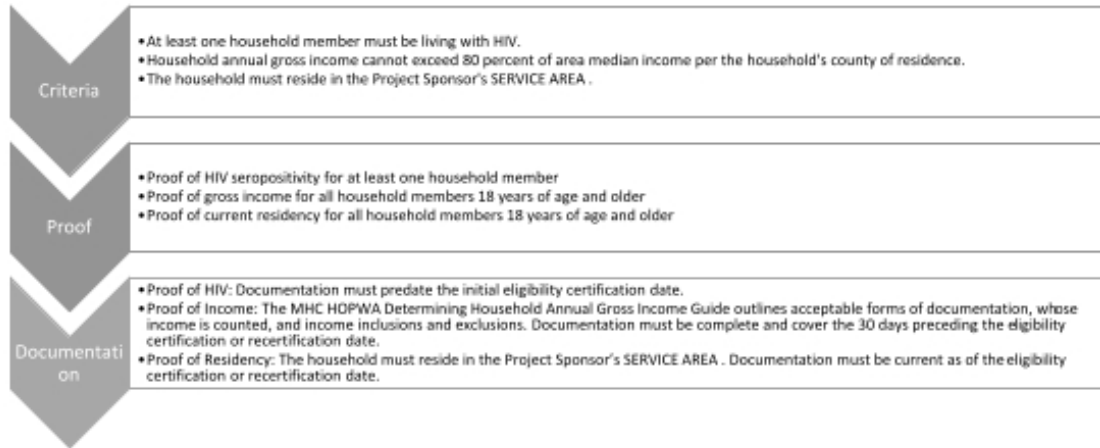 Criteria
•At least one household member must be living with HIV.
•Household annual gross income cannot exceed 80 percent of area median income per the household's county of residence.
•The household must reside in the Project Sponsor's SERVICE AREA .
Proof
•Proof of HIV seropositivity for at least one household member
•Proof of gross income for all household members 18 years of age and older
•Proof of current residency for all household members 18 years of age and older
Documentati
on
•Proof of HIV: Documentation must predate the initial eligibility certification date.
•Proof of Income: The MHC HOPWA Determining Household Annual Gross Income Guide outlines acceptable forms of documentation, whose
income is counted, and income inclusions and exclusions. Documentation must be complete and cover the 30 days preceding the eligibility
certification or recertification date.
•Proof of Residency: The household must reside in the Project Sponsor's SERVICE AREA . Documentation must be current as of the eligibility
certification or recertification date.